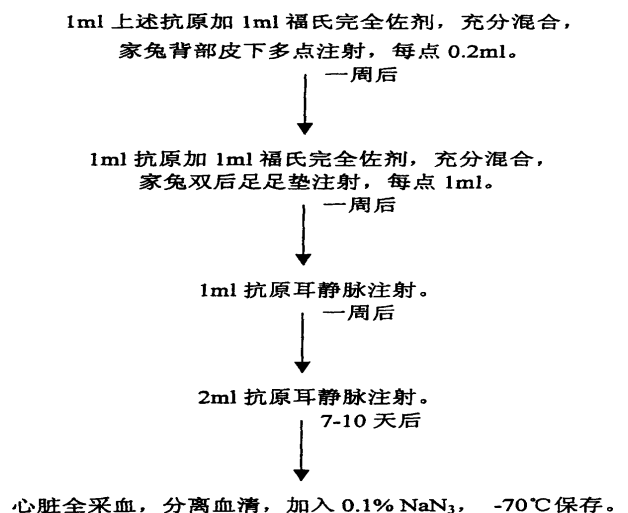 1ml 上述抗原加 1ml 福氏完全佐剂，充分混合，
家兔背部皮下多点注射，每点 0.2ml。
一周后
1ml 抗原加 1ml 福氏完全佐剂，充分混合，
家兔双后足足垫注射，每点 1ml。
一周后
1ml 抗原耳静脉注射。
一周后
2ml 抗原耳静脉注射。
7-10 天后
心脏全采血，分离血清，加入 0.1% NaN₃， -70℃保存。